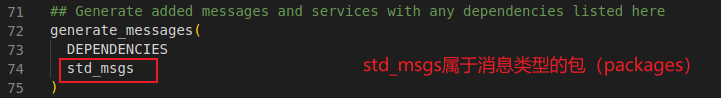 71 ## Generate added messages and services with any dependencies listed here
72 generate_messages(
73 DEPENDENCIES
74 std_msgs
std_msgs属于消息类型的包（packages）
75 )